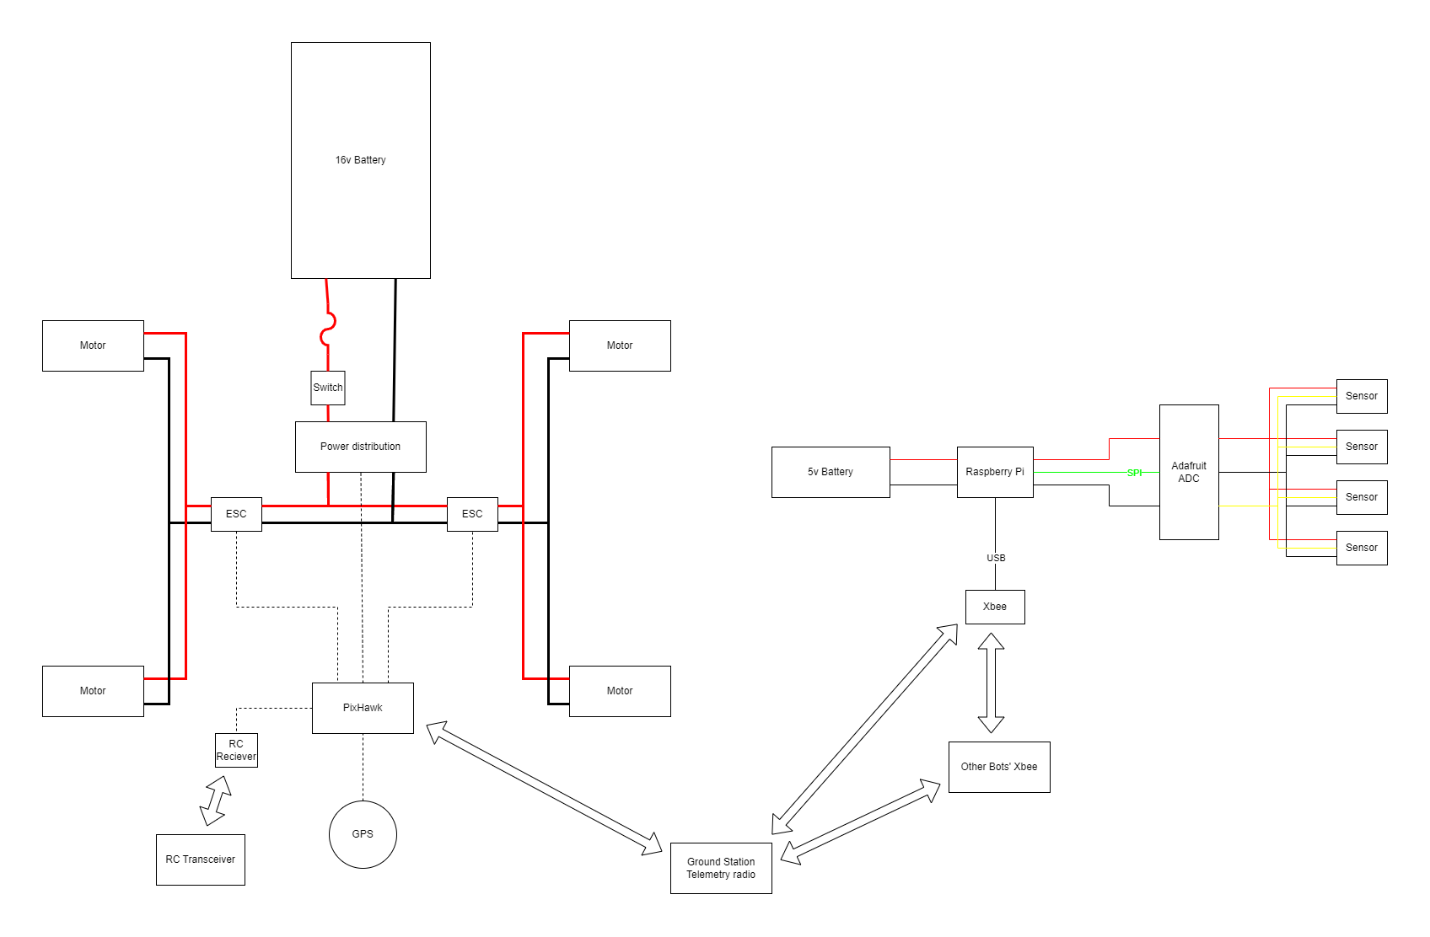 16v Battery
Motor
Motor
Switch
Power distribution
ESC
ESC
Motor
Motor
PixHawk
RC
Reciever
GPS
RC Transceiver
5v Battery
Raspberry Pi
SPI
Adafruit
ADC
Sensor
Sensor
Sensor
Sensor
USB
Xbee
Other Bots' Xbee
Ground Station
Telemetry radio